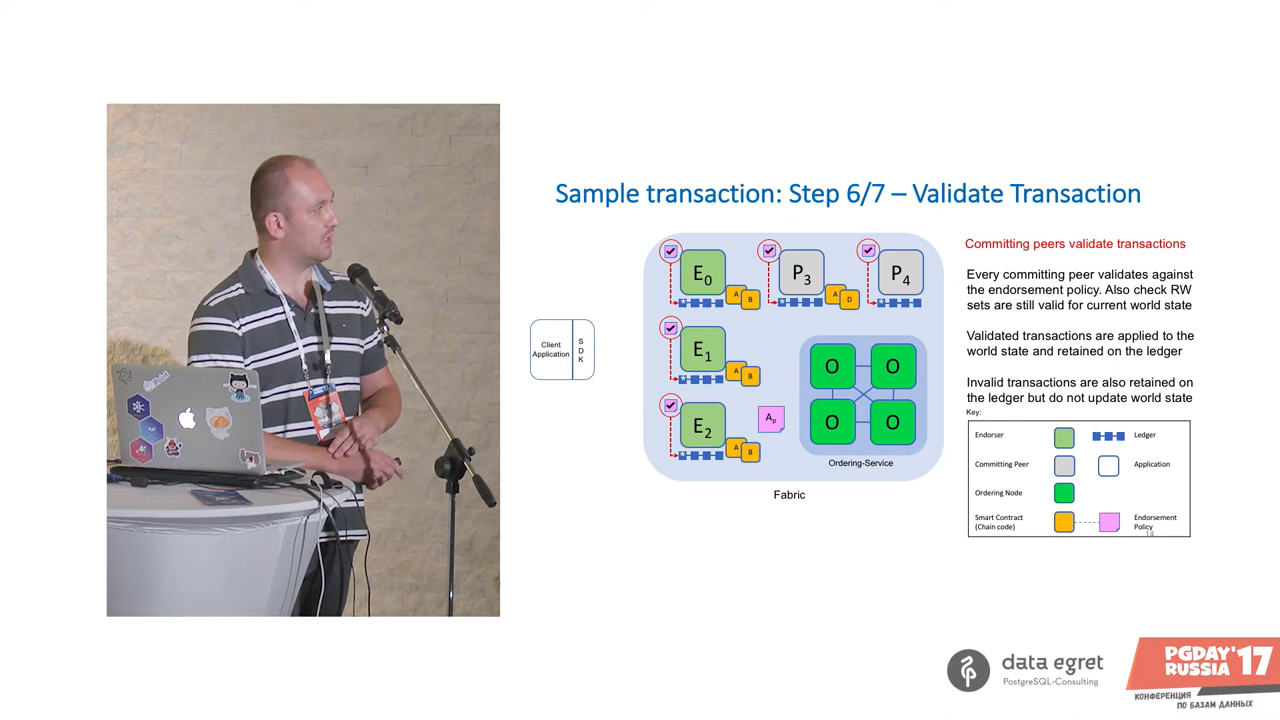 Sample transaction: Step 6/7 – Validate Transaction
Committing peers validate transactions
Every committing peer validates against
the endorsement policy. Also check RW
sets are still valid for current world state
Validated transactions are applied to the
world state and retained on the ledger
Invalid transactions are also retained on
the ledger but do not update world state
Client
Application
S
D
K
E0
A
B
P3
A
D
P4
E1
A
B
E2
A
B
Ap
O
O
O
O
Ordering-Service
Fabric
Key:
Endorser
Ledger
Committing Peer
Application
Ordering Node
Smart Contract
(Chain code)
Endorsement
Policy
14
data egret
PostgreSQL-Consulting
PGDAY'17
RUSSIA
КОНФЕРЕНЦИЯ
ПО БАЗАМ ДАННЫХ